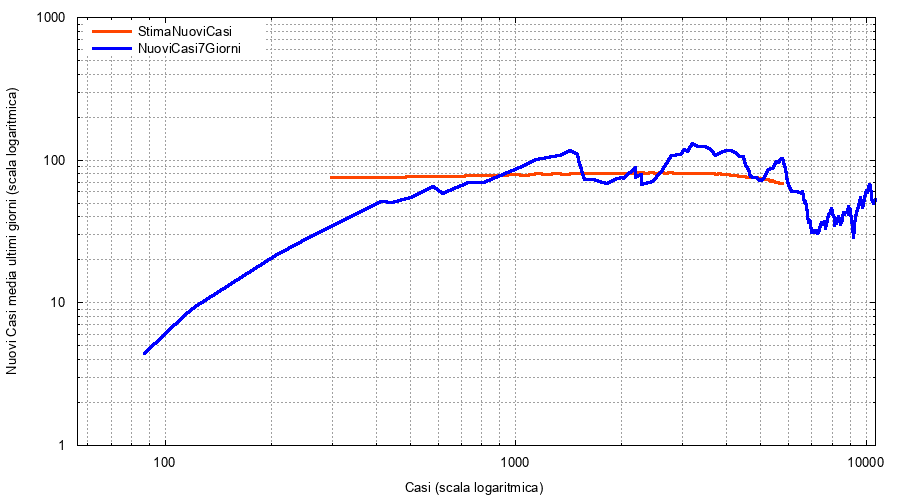 1000
100
10
1
StimaNuoviCasi
NuoviCasi7Giorni
Nuovi Casi media ultimi giorni (scala logaritmica)
100
1000
10000
Casi (scala logaritmica)